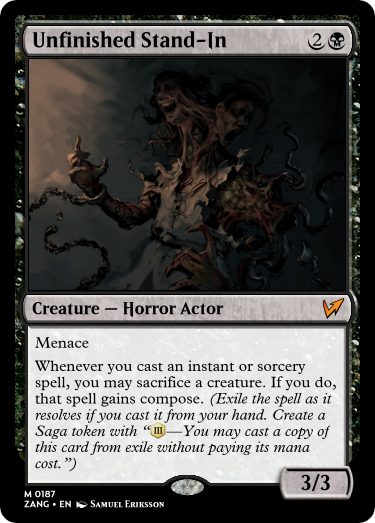 Unfinished Stand-In 2
Creature — Horror Actor
Menace
Whenever you cast an instant or sorcery
spell, you may sacrifice a creature. If you do,
that spell gains compose. (Exile the spell as it
resolves if you cast it from your hand. Create a
Saga token with “III—You may cast a copy of
this card from exile without paying its mana
cost.”)
3/3
M 0187
ZANG • EN Samuel Eriksson